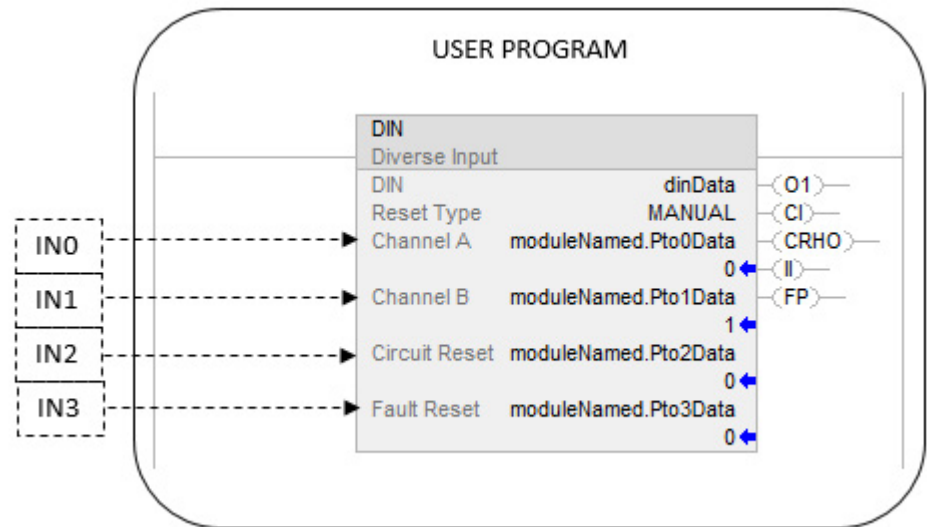 USER PROGRAM
DIN
Diverse Input
DIN dinData O1
Reset Type MANUAL CI
IN0 Channel A moduleNamed.Pto0Data CRHO
0 II
IN1 Channel B moduleNamed.Pto1Data FP
1
IN2 Circuit Reset moduleNamed.Pto2Data
0
IN3 Fault Reset moduleNamed.Pto3Data
0